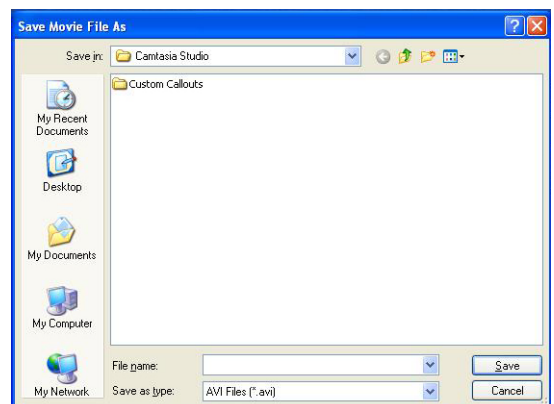 Save Movie File As
Save in: Camtasia Studio
Custom Callouts
My Recent
Documents
Desktop
My Documents
My Computer
My Network
File name:
Save
Save as type: AVI Files (*.avi)
Cancel